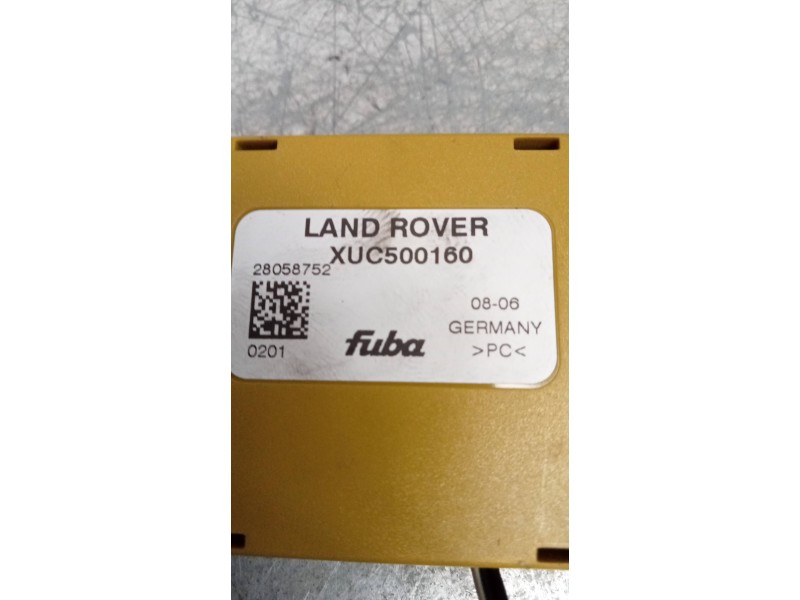 LAND ROVER
XUC500160
28058752
08-06
GERMANY
0201
fuba
>PC<